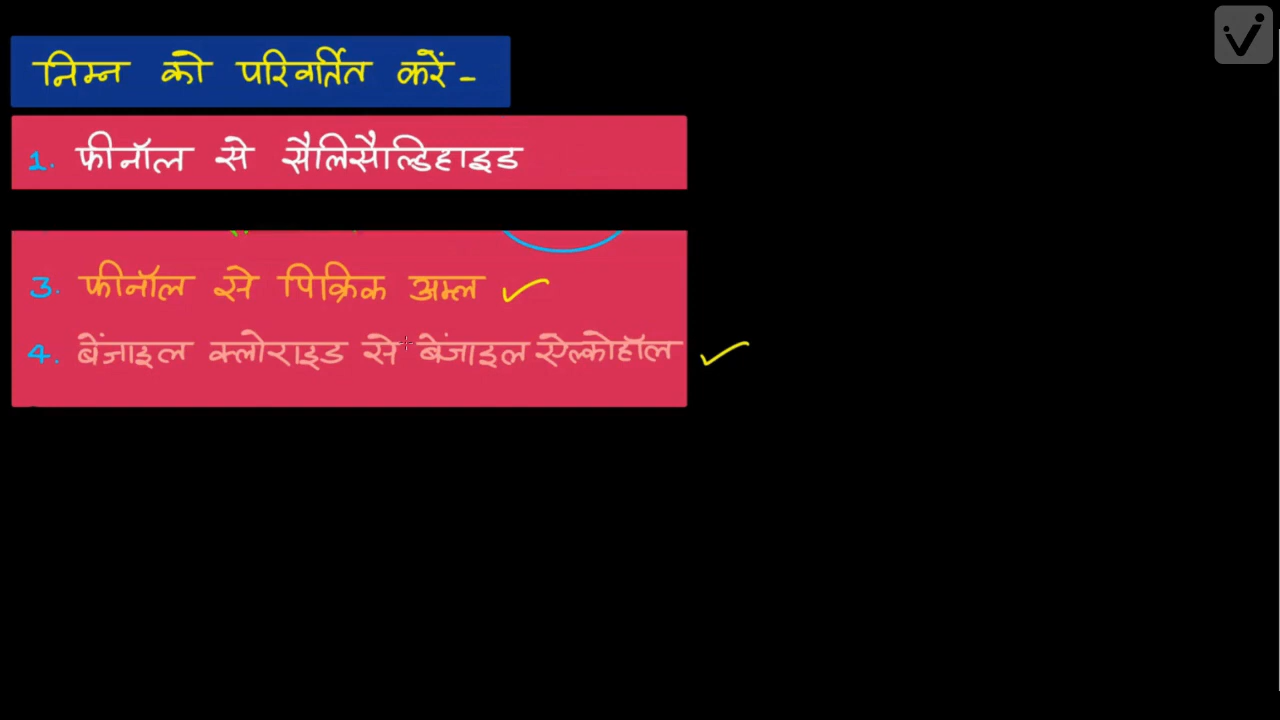 निम्न को परिवर्तित करें-
1. फीनॉल से सैलिसैल्डिहाइड
3. फीनॉल से पिक्रिक अम्ल
4. बेंजाइल क्लोराइड से बेंजाइल ऐल्कोहॉल